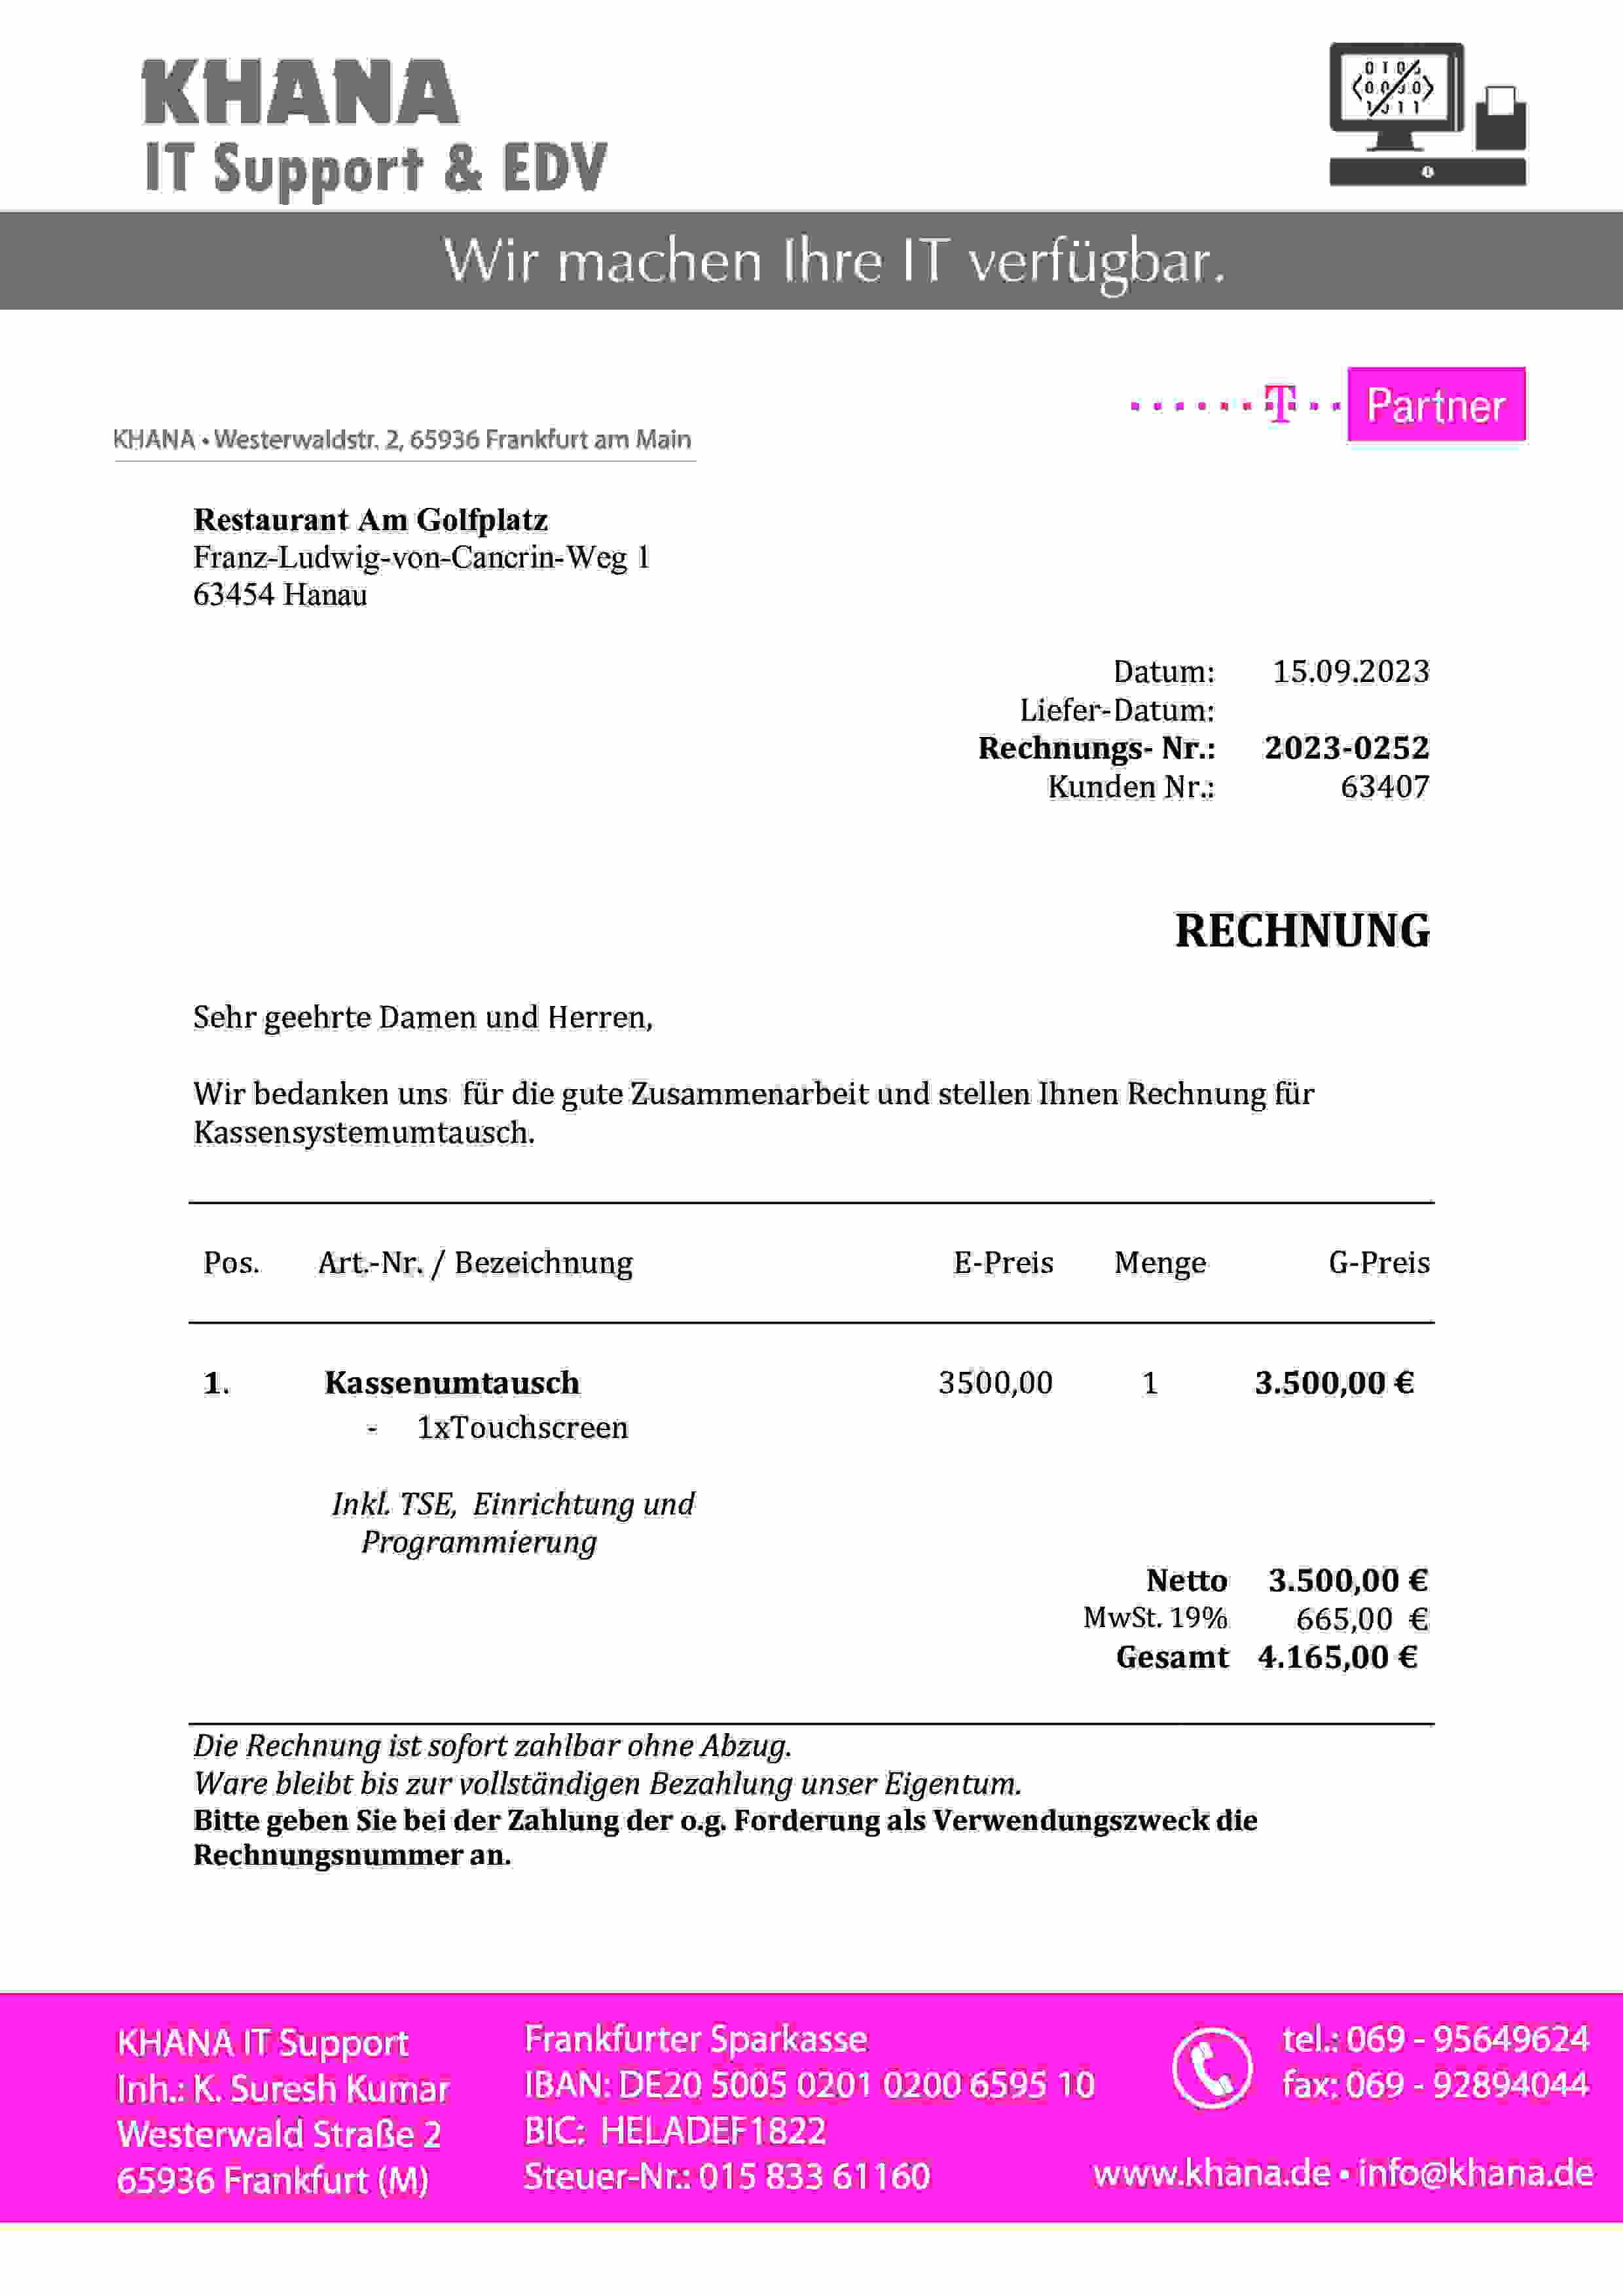 KHANA
IT Support & EDV
Wir machen Ihre IT verfügbar.
T Partner
KHANA • Westerwaldstr. 2, 65936 Frankfurt am Main
Restaurant Am Golfplatz
Franz-Ludwig-von-Cancrin-Weg 1
63454 Hanau
Datum: 15.09.2023
Liefer-Datum:
Rechnungs- Nr.: 2023-0252
Kunden Nr.: 63407
RECHNUNG
Sehr geehrte Damen und Herren,
Wir bedanken uns für die gute Zusammenarbeit und stellen Ihnen Rechnung für
Kassensystemumtausch.
Pos. Art.-Nr. / Bezeichnung E-Preis Menge G-Preis
1. Kassenumtausch 3500,00 1 3.500,00 €
- 1xTouchscreen
Inkl. TSE, Einrichtung und
Programmierung
Netto 3.500,00 €
MwSt. 19% 665,00 €
Gesamt 4.165,00 €
Die Rechnung ist sofort zahlbar ohne Abzug.
Ware bleibt bis zur vollständigen Bezahlung unser Eigentum.
Bitte geben Sie bei der Zahlung der o.g. Forderung als Verwendungszweck die
Rechnungsnummer an.
KHANA IT Support
Inh.: K. Suresh Kumar
Westerwald Straße 2
65936 Frankfurt (M)
Frankfurter Sparkasse
IBAN: DE20 5005 0201 0200 6595 10
BIC: HELADEF1822
Steuer-Nr.: 015 833 61160
tel.: 069 - 95649624
fax: 069 - 92894044
www.khana.de • info@khana.de